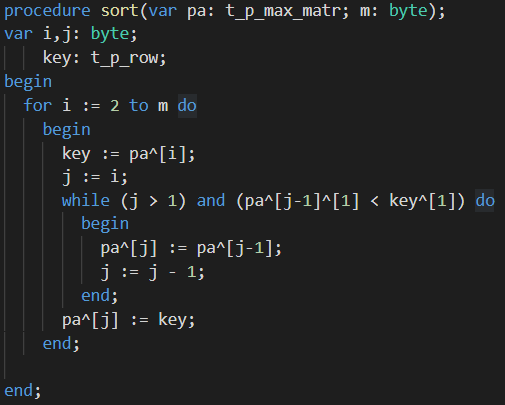 procedure sort(var pa: t_p_max_matr; m: byte);
var i,j: byte;
    key: t_p_row;
begin
  for i := 2 to m do
    begin
      key := pa^[i];
      j := i;
      while (j > 1) and (pa^[j-1]^[1] < key^[1]) do
        begin
          pa^[j] := pa^[j-1];
          j := j - 1;
        end;
      pa^[j] := key;
    end;
end;